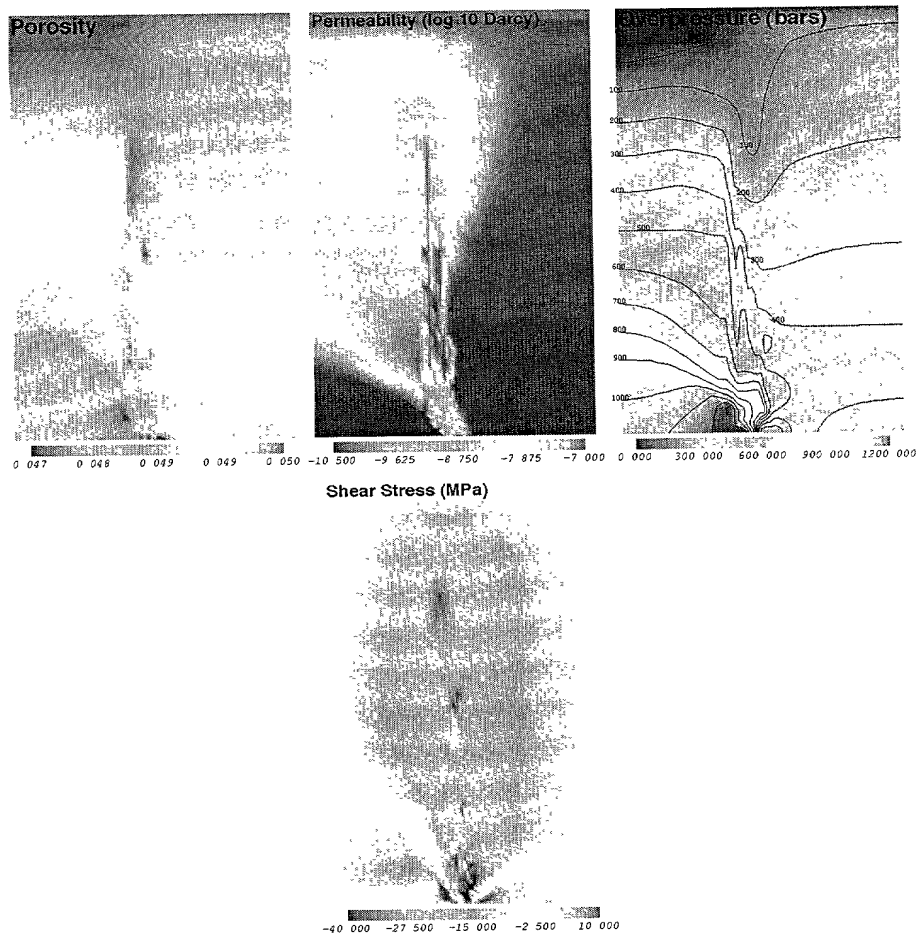 Porosity
0 047 0 048 0 049 0 049 0 050
Permeability (log 10 Darcy)
-10 500 -9 625 -8 750 -7 875 -7 000
Overpressure (bars)
100
200
300
400
500
600
700
800
900
1000
200
300
400
0 000 300 000 600 000 900 000 1200 000
Shear Stress (MPa)
-40 000 -27 500 -15 000 -2 500 10 000